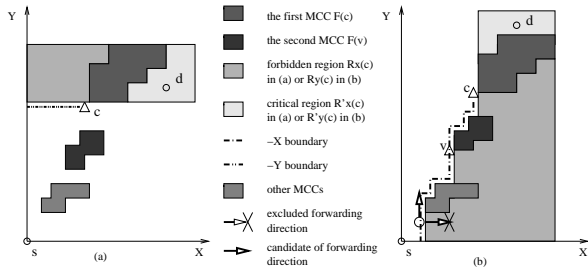 Y
d
c
S
(a)
X
the first MCC F(c)
the second MCC F(v)
forbidden region Rx(c)
in (a) or Ry(c) in (b)
critical region R'x(c)
in (a) or R'y(c) in (b)
−X boundary
−Y boundary
other MCCs
excluded forwarding
direction
candidate of forwarding
direction
Y
d
c
v
S
(b)
X